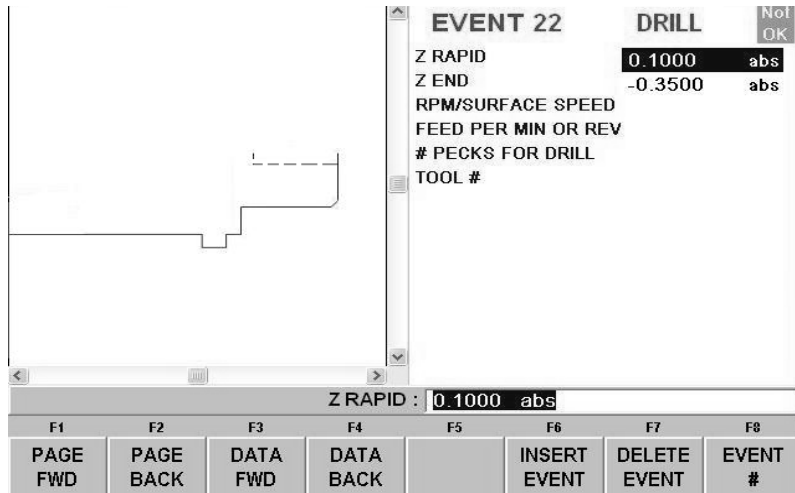 EVENT 22 DRILL Not OK
Z RAPID 0.1000 abs
Z END -0.3500 abs
RPM/SURFACE SPEED
FEED PER MIN OR REV
# PECKS FOR DRILL
TOOL #
Z RAPID : 0.1000 abs
F1 F2 F3 F4 F5 F6 F7 F8
PAGE PAGE DATA DATA INSERT DELETE EVENT
FWD BACK FWD BACK EVENT EVENT #